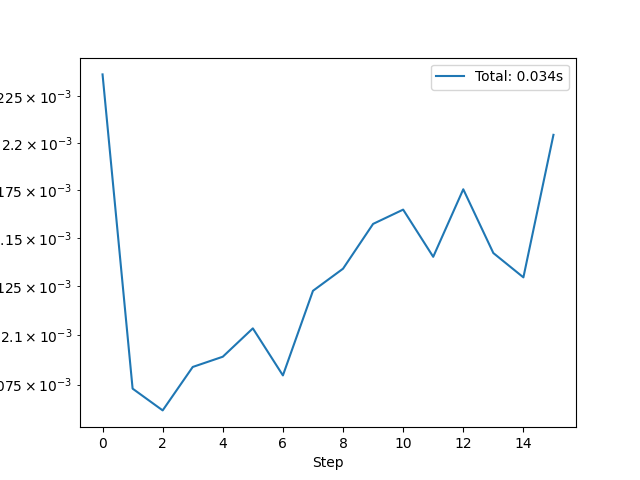 Total: 0.034s
225 × 10⁻³
2.2 × 10⁻³
175 × 10⁻³
.15 × 10⁻³
125 × 10⁻³
2.1 × 10⁻³
075 × 10⁻³
0 2 4 6 8 10 12 14
Step